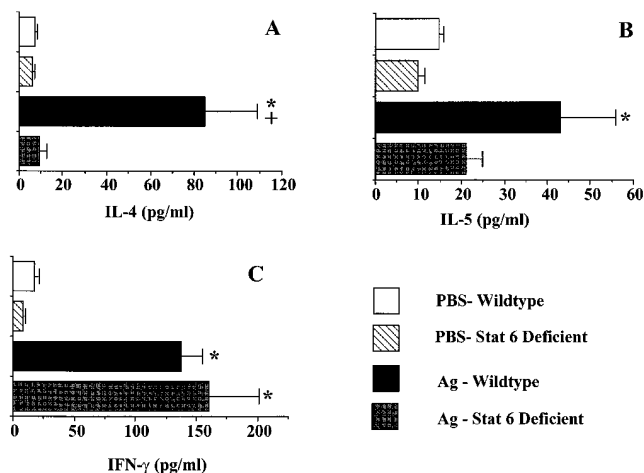 A
*
+
0 20 40 60 80 100 120
IL-4 (pg/ml)
B
*
0 10 20 30 40 50 60
IL-5 (pg/ml)
C
*
*
0 50 100 150 200
IFN-γ (pg/ml)
PBS- Wildtype
PBS- Stat 6 Deficient
Ag - Wildtype
Ag - Stat 6 Deficient